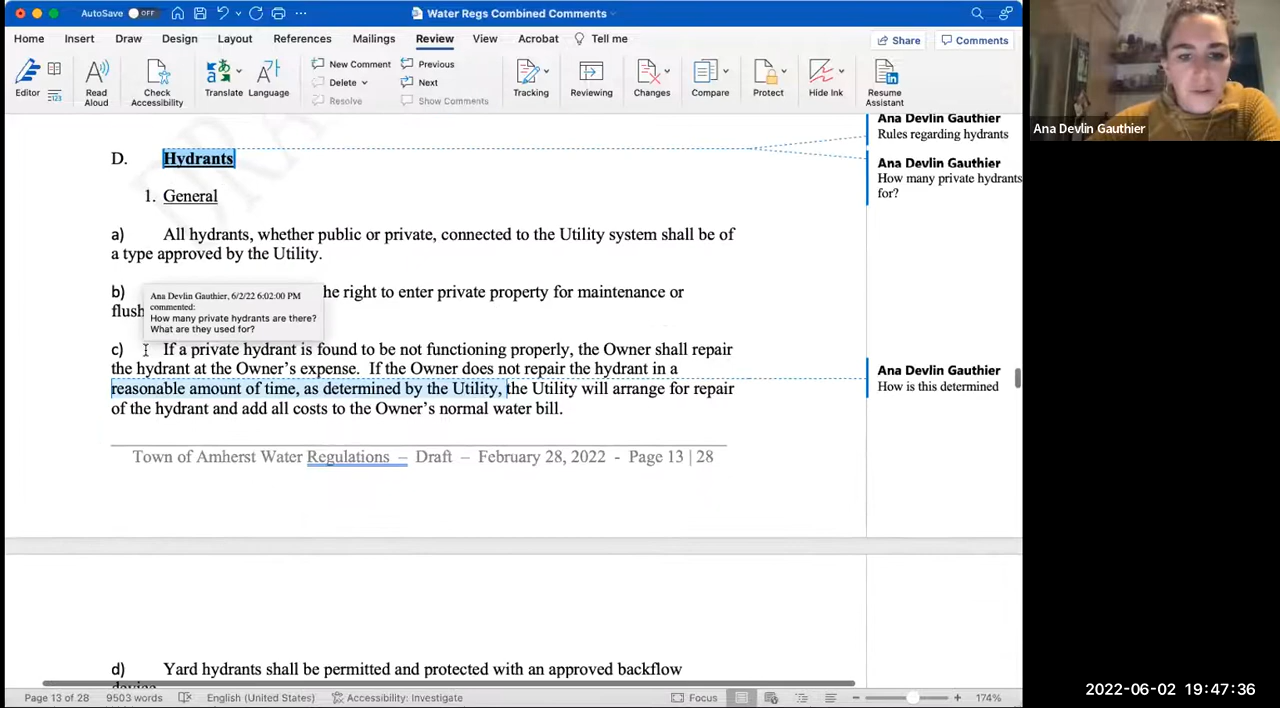 AutoSave OFF
Water Regs Combined Comments
Home Insert Draw Design Layout References Mailings Review View Editor Acrobat Tell me
Share Comments
Editor
Read Aloud
Check Accessibility
Translate Language
New Comment
Delete
Resolve
Previous
Next
Show Comments
Tracking
Reviewing
Changes
Compare
Protect
Hide Ink
Resume Assistant
D. Hydrants
1. General
a) All hydrants, whether public or private, connected to the Utility system shall be of
a type approved by the Utility.
b) he right to enter private property for maintenance or
flush
Ana Devlin Gauthier, 6/2/22 6:02:00 PM
commented:
How many private hydrants are there?
What are they used for?
c) If a private hydrant is found to be not functioning properly, the Owner shall repair
the hydrant at the Owner's expense. If the Owner does not repair the hydrant in a
reasonable amount of time, as determined by the Utility, the Utility will arrange for repair
of the hydrant and add all costs to the Owner's normal water bill.
Town of Amherst Water Regulations – Draft – February 28, 2022 - Page 13 | 28
d) Yard hydrants shall be permitted and protected with an approved backflow
Ana Devlin Gauthier
Rules regarding hydrants
Ana Devlin Gauthier
How many private hydrants
for?
Ana Devlin Gauthier
How is this determined
Page 13 of 28 9503 words English (United States) Accessibility: Investigate Focus 174%
Ana Devlin Gauthier
2022-06-02 19:47:36